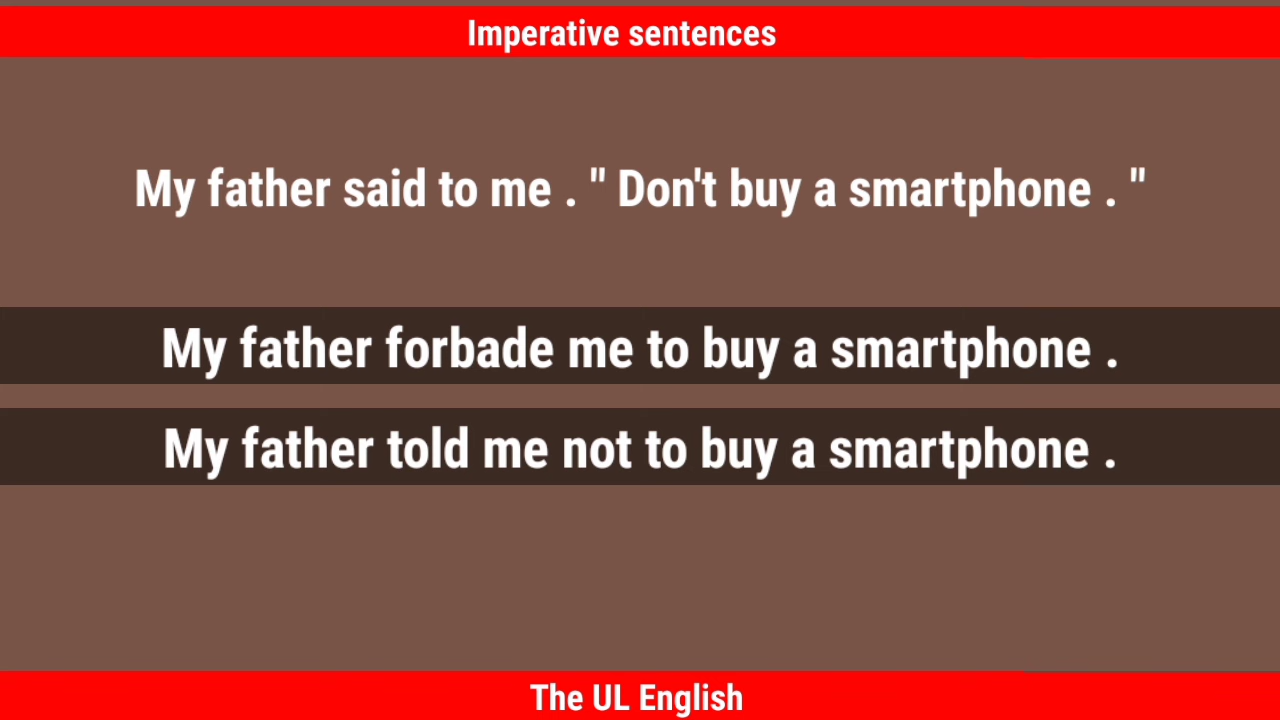 Imperative sentences
My father said to me . " Don't buy a smartphone . "
My father forbade me to buy a smartphone .
My father told me not to buy a smartphone .
The UL English